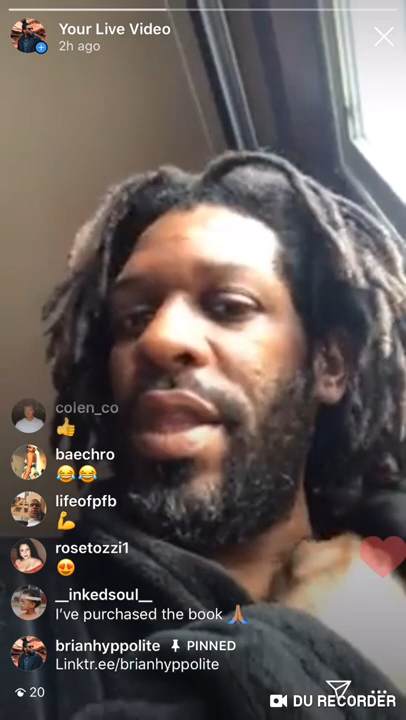 Your Live Video
2h ago
colen_co
👍
baechro
😂😂
lifeofpfb
💪
rosetozzi1
😍
__inkedsoul__
I've purchased the book 🙏🏽
brianhyppolite PINNED
Linktr.ee/brianhyppolite
20
DU RECORDER